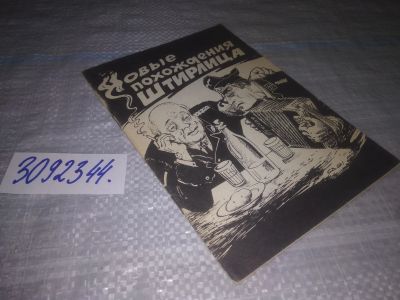 Новые
похождения
ШТИРЛИЦА
3092344.